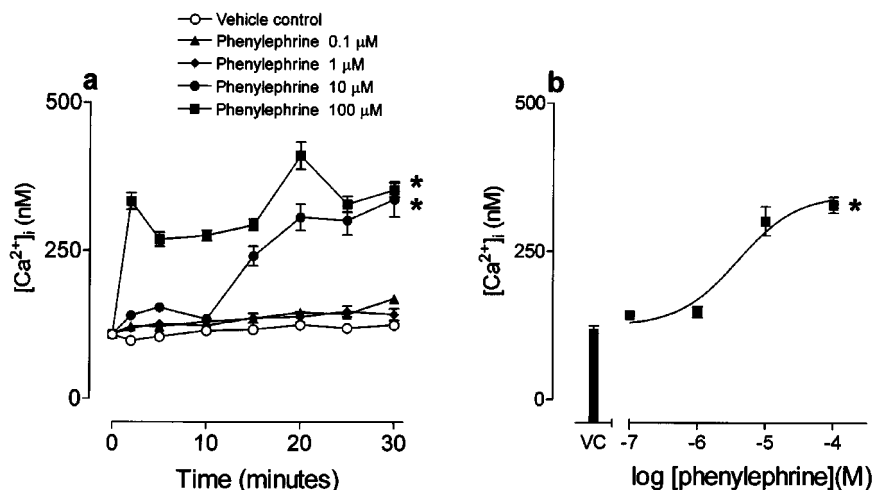 Vehicle control
Phenylephrine 0.1 μM
Phenylephrine 1 μM
Phenylephrine 10 μM
Phenylephrine 100 μM
a
500
250
0
[Ca²⁺]ᵢ (nM)
*
*
0 10 20 30
Time (minutes)
b
500
250
0
[Ca²⁺]ᵢ (nM)
*
VC -7 -6 -5 -4
log [phenylephrine](M)